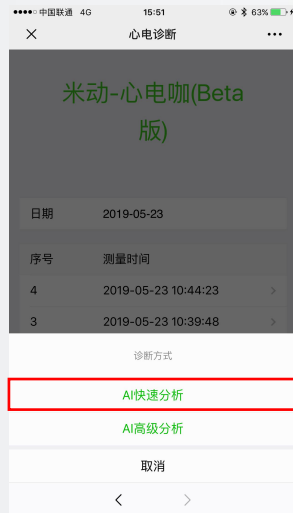 中国联通 4G 15:51 63%
心电诊断
米动-心电咖(Beta
版)
日期 2019-05-23
序号 测量时间
4 2019-05-23 10:44:23
3 2019-05-23 10:39:48
诊断方式
AI快速分析
AI高级分析
取消